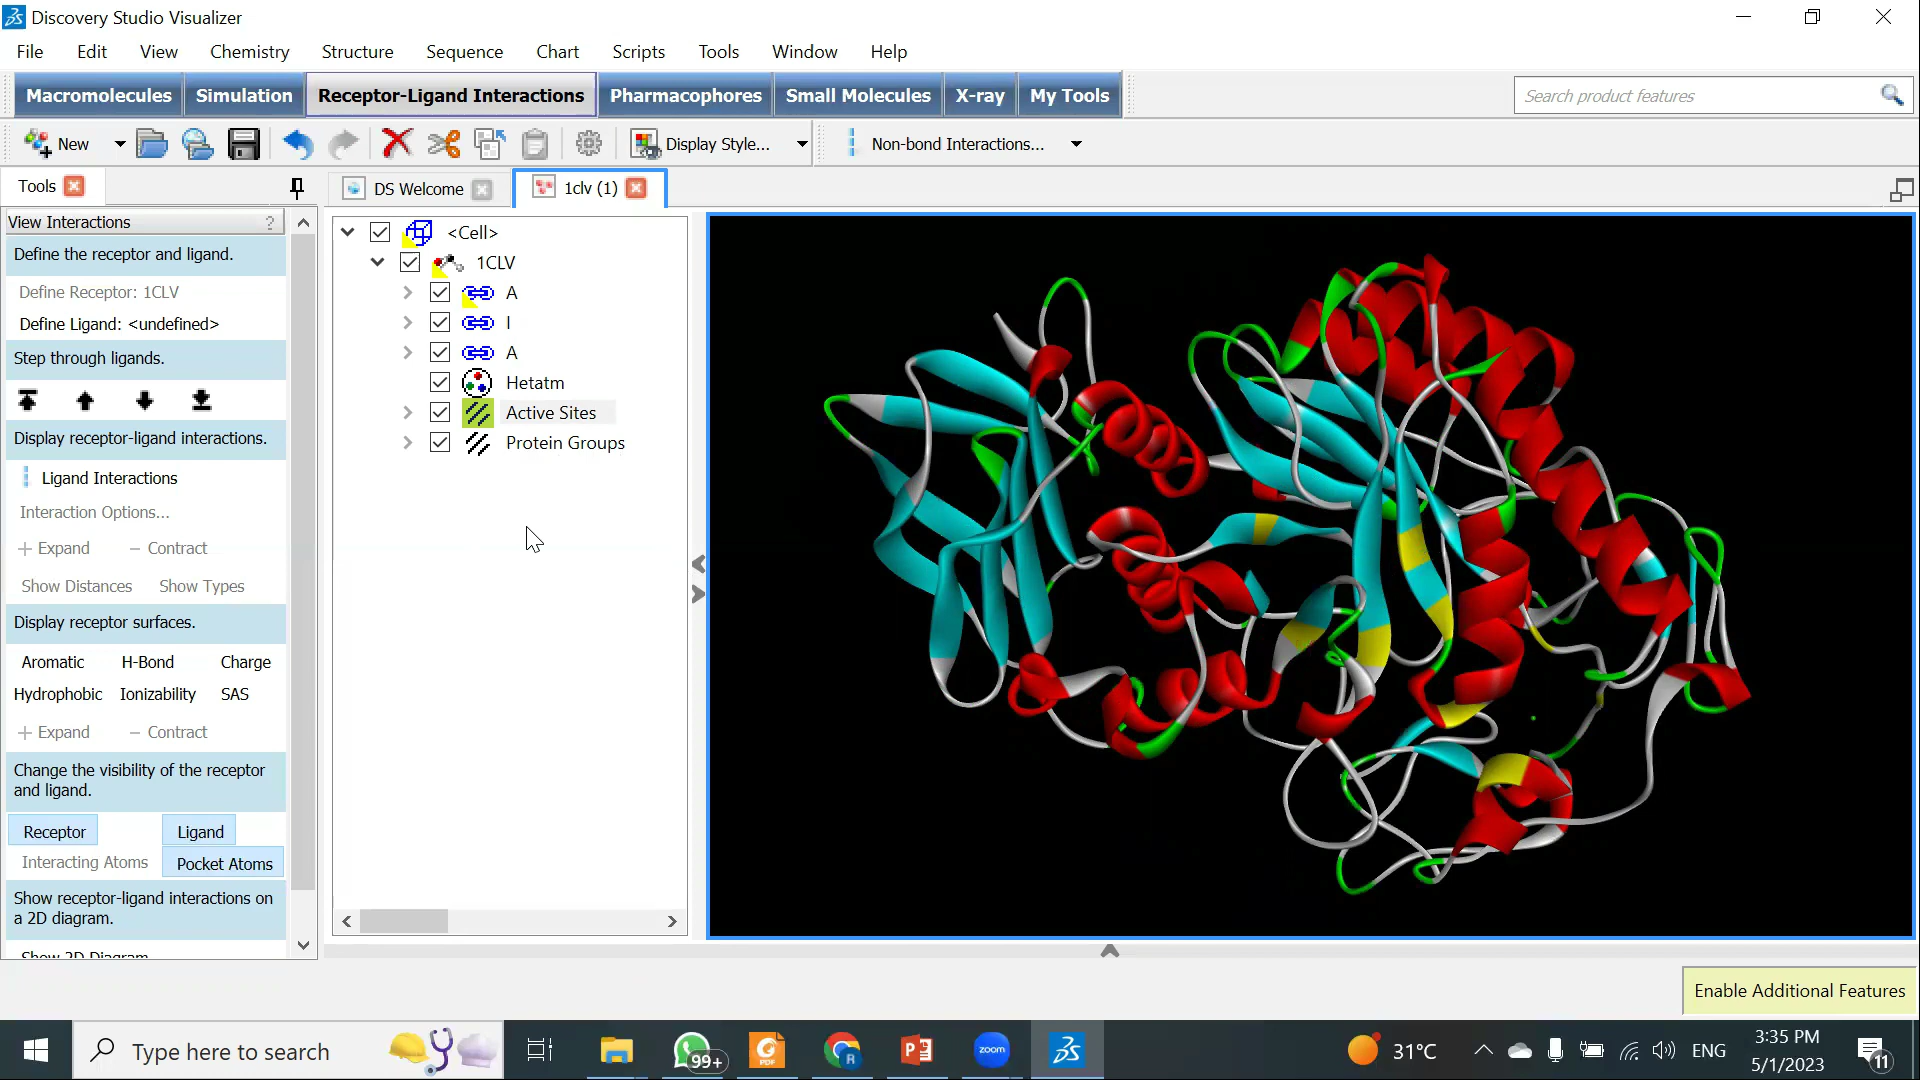 Discovery Studio Visualizer
File Edit View Chemistry Structure Sequence Chart Scripts Tools Window Help
Macromolecules Simulation Receptor-Ligand Interactions Pharmacophores Small Molecules X-ray My Tools
Search product features
New Display Style... Non-bond Interactions...
Tools
DS Welcome 1clv (1)
View Interactions ?
Define the receptor and ligand.
Define Receptor: 1CLV
Define Ligand: <undefined>
Step through ligands.
Display receptor-ligand interactions.
Ligand Interactions
Interaction Options...
+ Expand – Contract
Show Distances Show Types
Display receptor surfaces.
Aromatic H-Bond Charge
Hydrophobic Ionizability SAS
+ Expand – Contract
Change the visibility of the receptor
and ligand.
Receptor Ligand
Interacting Atoms Pocket Atoms
Show receptor-ligand interactions on
a 2D diagram.
Show 2D Diagram
<Cell>
1CLV
A
I
A
Hetatm
Active Sites
Protein Groups
Enable Additional Features
Type here to search
99+
PDF
R
P
zoom
31°C
ENG
3:35 PM
5/1/2023
11